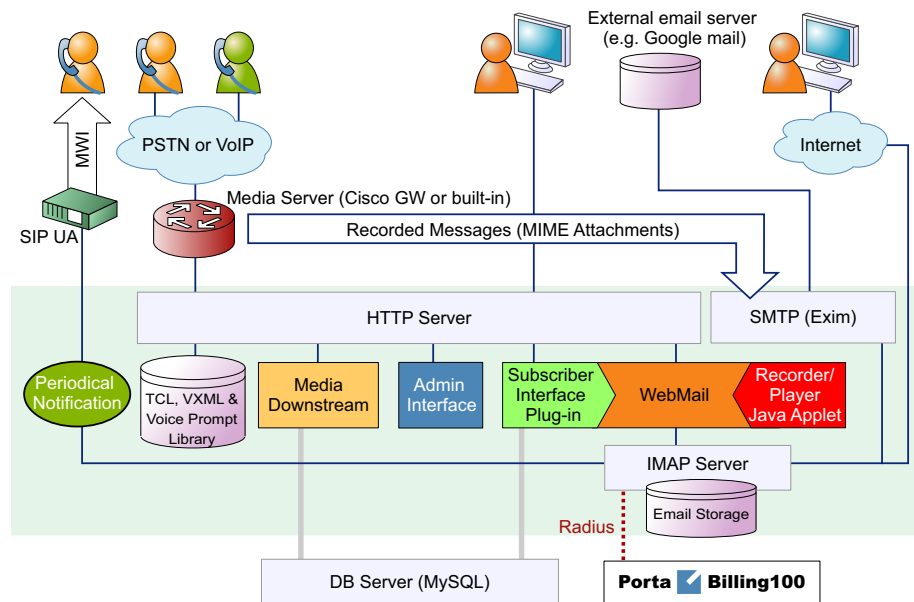 External email server
(e.g. Google mail)
PSTN or VoIP
Internet
MWI
SIP UA
Media Server (Cisco GW or built-in)
Recorded Messages (MIME Attachments)
HTTP Server
SMTP (Exim)
Periodical
Notification
TCL, VXML &
Voice Prompt
Library
Media
Downstream
Admin
Interface
Subscriber
Interface
Plug-in
WebMail
Recorder/
Player
Java Applet
IMAP Server
Email Storage
Radius
DB Server (MySQL)
Porta Billing100